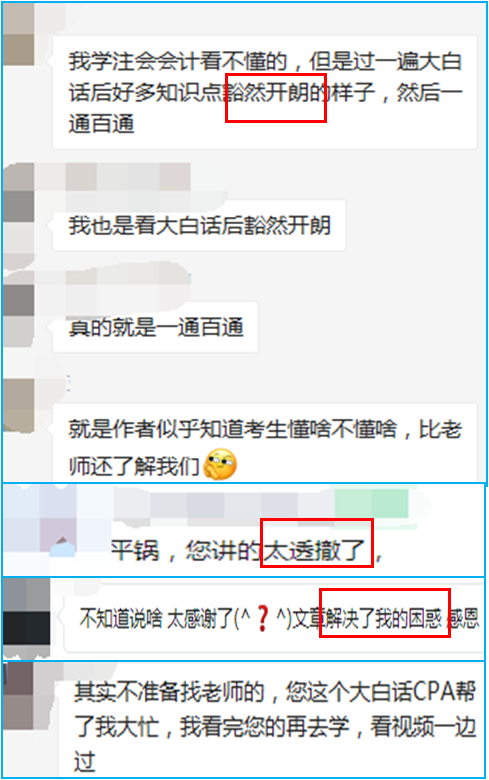 我学注会会计看不懂的，但是过一遍大白
话后好多知识点豁然开朗的样子，然后一
通百通
我也是看大白话后豁然开朗
真的就是一通百通
就是作者似乎知道考生懂啥不懂啥，比老
师还了解我们🤔
平锅，您讲的太透撤了，
不知道说啥 太感谢了(^❓^)文章解决了我的困惑 感恩
其实不准备找老师的，您这个大白话CPA帮
了我大忙，我看完您的再去学，看视频一边
过